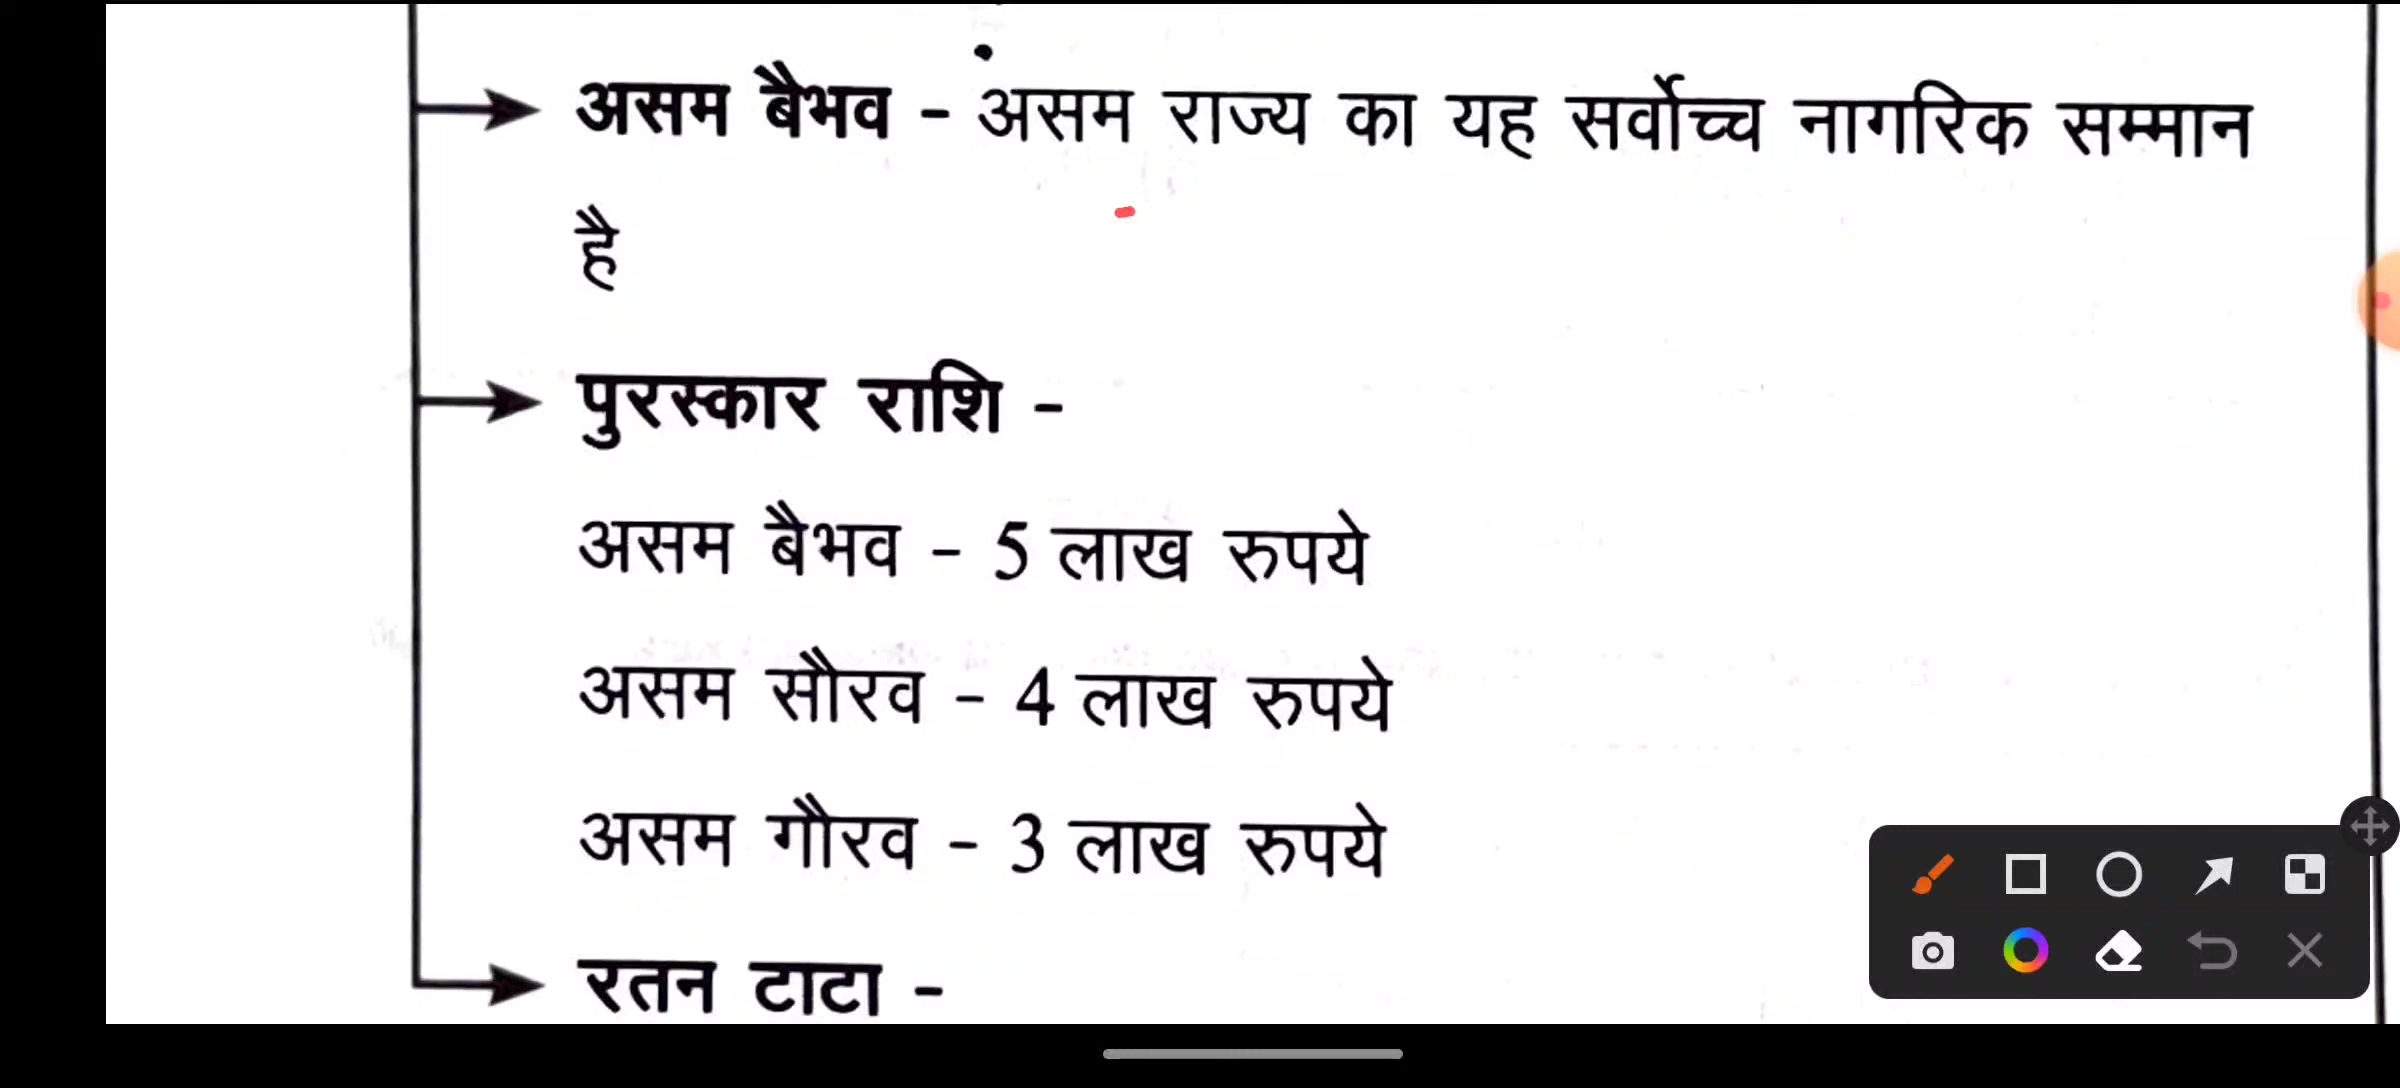 असम बैभव - असम राज्य का यह सर्वोच्च नागरिक सम्मान
है
पुरस्कार राशि -
असम बैभव - 5 लाख रुपये
असम सौरव - 4 लाख रुपये
असम गौरव - 3 लाख रुपये
रतन टाटा -